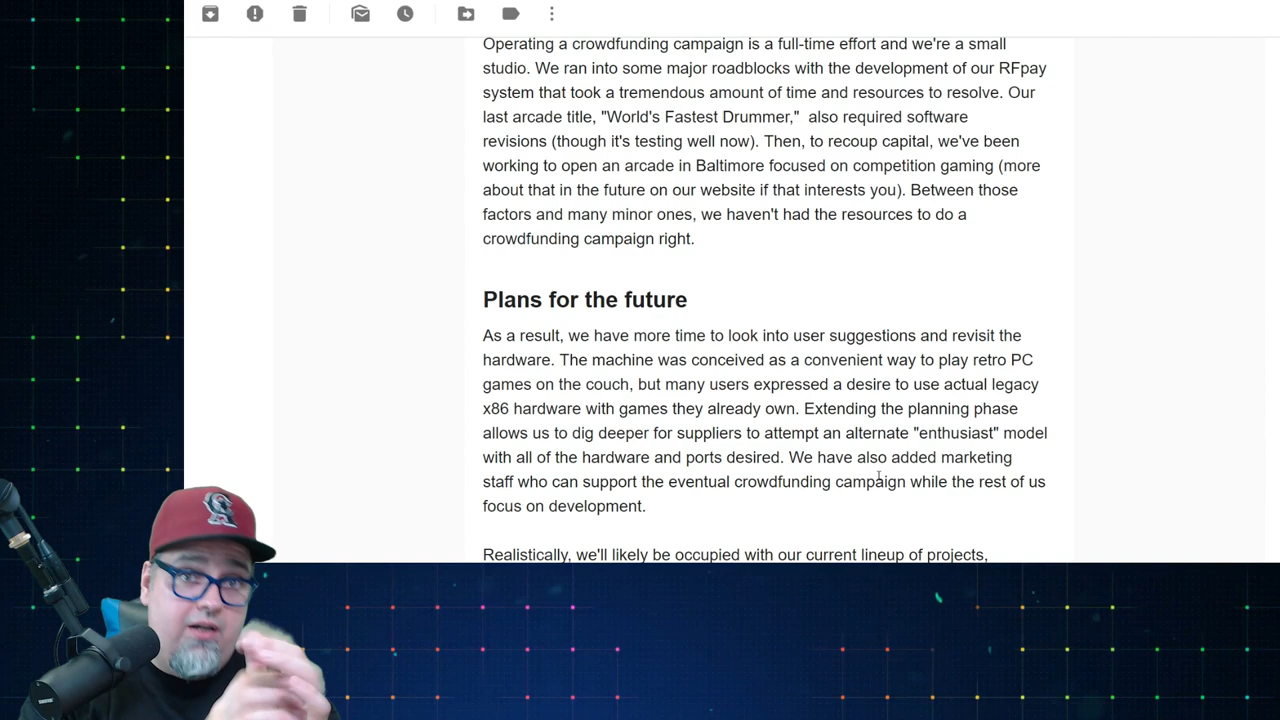 Operating a crowdfunding campaign is a full-time effort and we're a small
studio. We ran into some major roadblocks with the development of our RFpay
system that took a tremendous amount of time and resources to resolve. Our
last arcade title, "World's Fastest Drummer," also required software
revisions (though it's testing well now). Then, to recoup capital, we've been
working to open an arcade in Baltimore focused on competition gaming (more
about that in the future on our website if that interests you). Between those
factors and many minor ones, we haven't had the resources to do a
crowdfunding campaign right.
Plans for the future
As a result, we have more time to look into user suggestions and revisit the
hardware. The machine was conceived as a convenient way to play retro PC
games on the couch, but many users expressed a desire to use actual legacy
x86 hardware with games they already own. Extending the planning phase
allows us to dig deeper for suppliers to attempt an alternate "enthusiast" model
with all of the hardware and ports desired. We have also added marketing
staff who can support the eventual crowdfunding campaign while the rest of us
focus on development.
Realistically, we'll likely be occupied with our current lineup of projects,